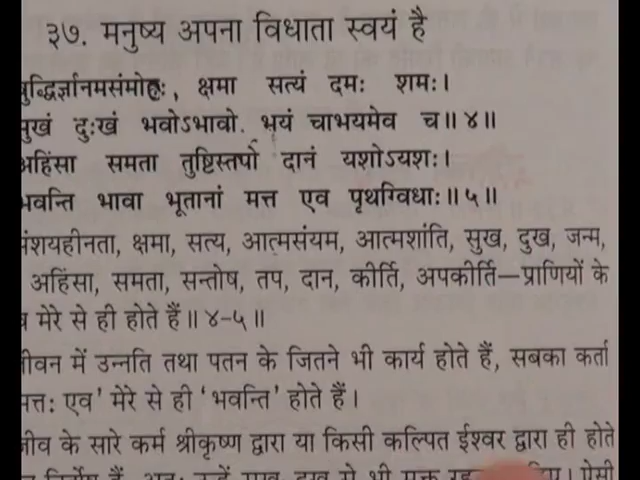 ३७. मनुष्य अपना विधाता स्वयं है
बुद्धिर्ज्ञानमसंमोहः, क्षमा सत्यं दमः शमः।
सुखं दुःखं भवोऽभावो. भयं चाभयमेव च॥ ४॥
अहिंसा समता तुष्टिस्तपो दानं यशोऽयशः।
भवन्ति भावा भूतानां मत्त एव पृथग्विधाः॥ ५॥
संशयहीनता, क्षमा, सत्य, आत्मसंयम, आत्मशांति, सुख, दुख, जन्म,
अहिंसा, समता, सन्तोष, तप, दान, कीर्ति, अपकीर्ति—प्राणियों के
मेरे से ही होते हैं॥ ४-५॥
जीवन में उन्नति तथा पतन के जितने भी कार्य होते हैं, सबका कर्ता
मत्तः एव' मेरे से ही 'भवन्ति' होते हैं।
जीव के सारे कर्म श्रीकृष्ण द्वारा या किसी कल्पित ईश्वर द्वारा ही होते